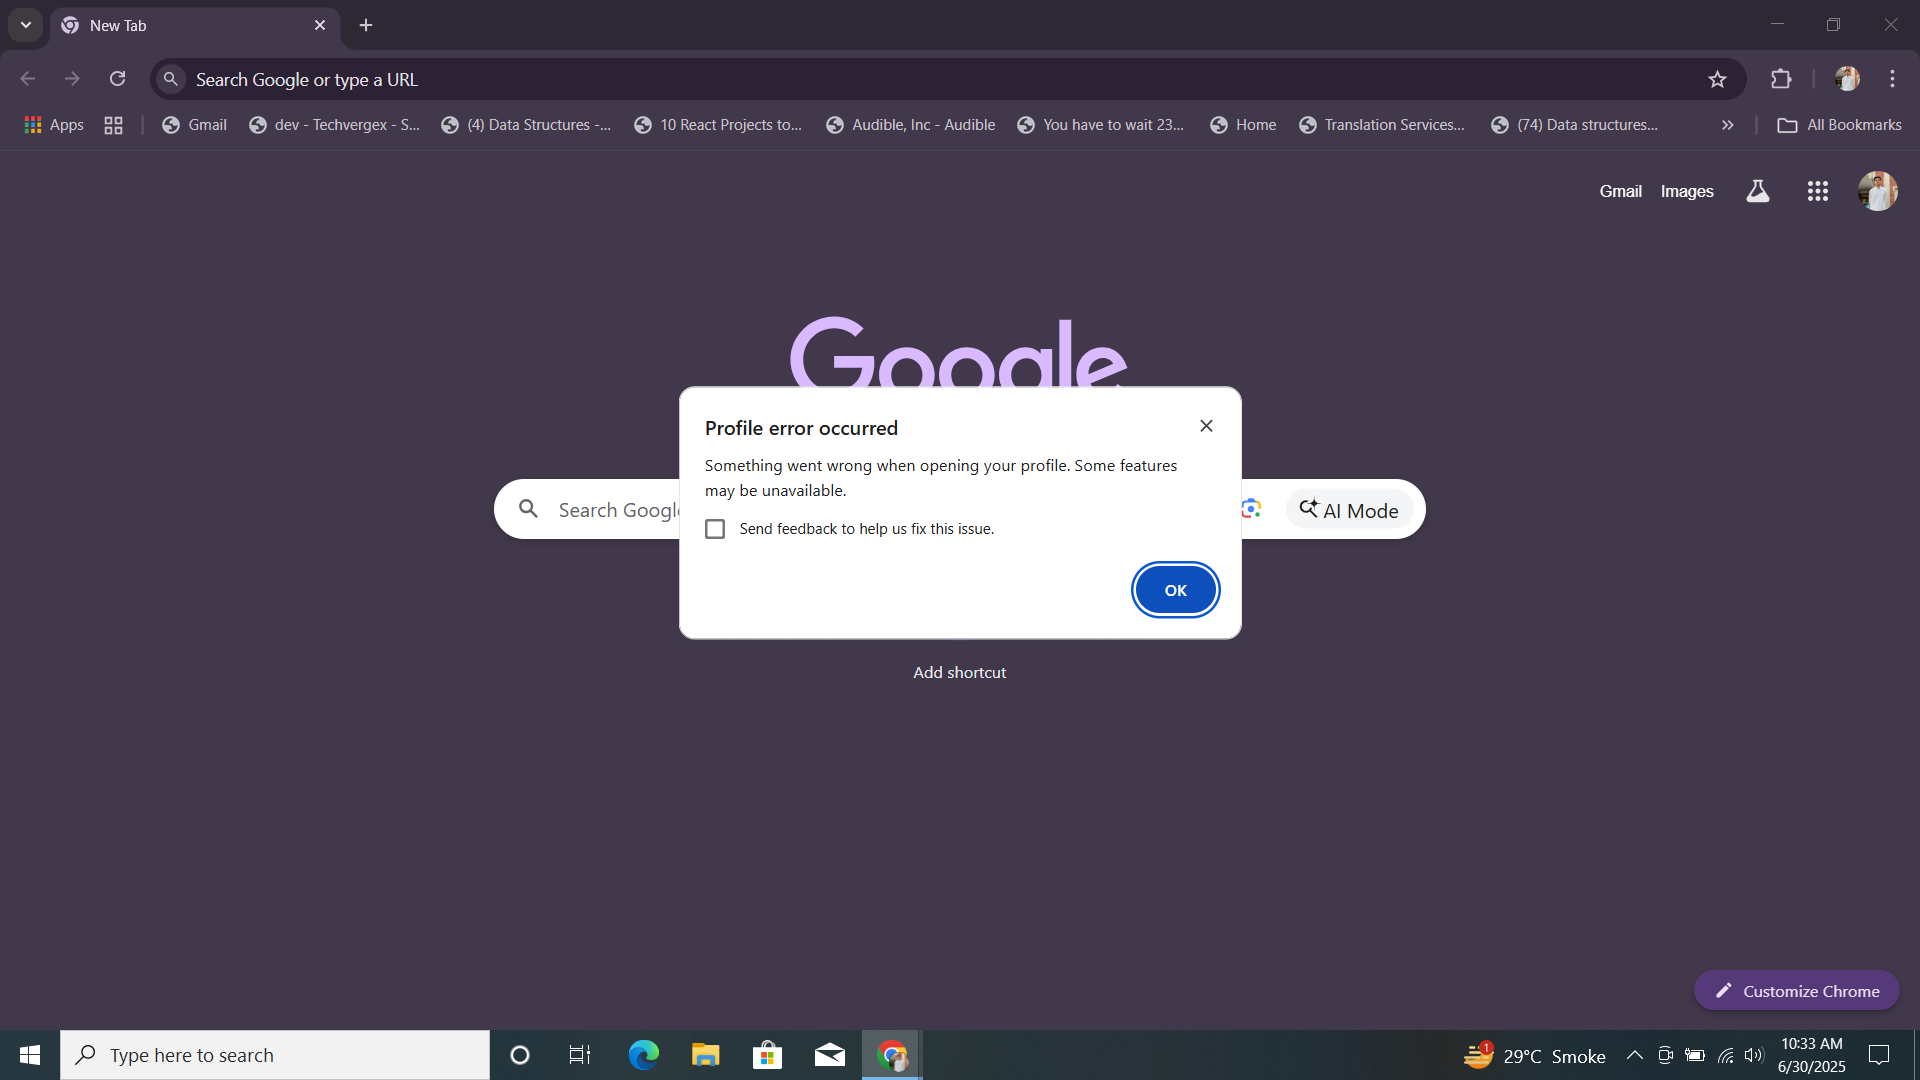 New Tab
Search Google or type a URL
Apps Gmail dev - Techvergex - S... (4) Data Structures -... 10 React Projects to... Audible, Inc - Audible You have to wait 23... Home Translation Services... (74) Data structures... » All Bookmarks
Gmail Images
Google
Profile error occurred
Something went wrong when opening your profile. Some features
may be unavailable.
Search Google
AI Mode
Send feedback to help us fix this issue.
OK
Add shortcut
Customize Chrome
Type here to search
1
29°C Smoke
10:33 AM
6/30/2025